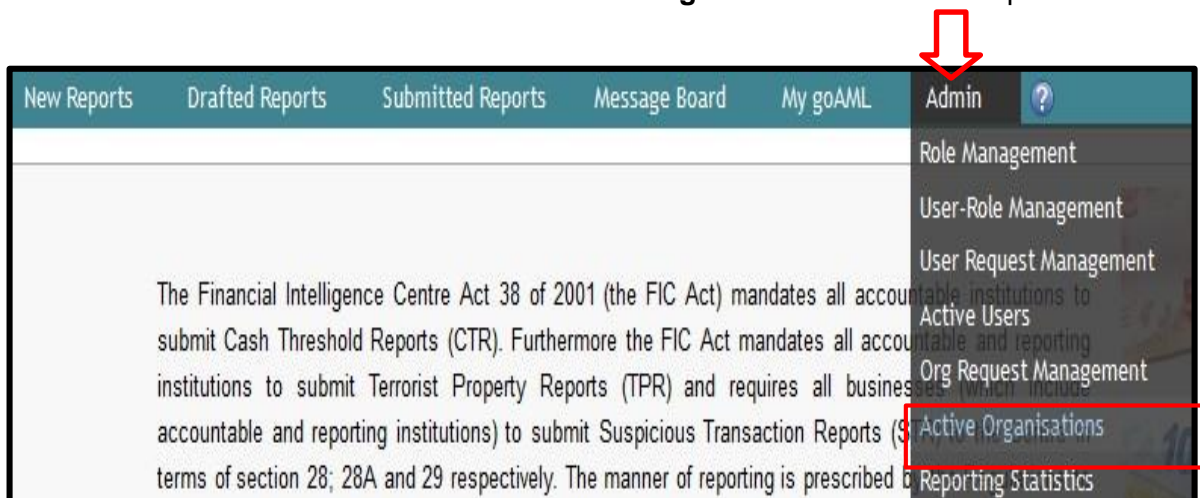 New Reports Drafted Reports Submitted Reports Message Board My goAML Admin ?
Role Management
User-Role Management
User Request Management
Active Users
Org Request Management
Active Organisations
Reporting Statistics
The Financial Intelligence Centre Act 38 of 2001 (the FIC Act) mandates all accountable institutions to
submit Cash Threshold Reports (CTR). Furthermore the FIC Act mandates all accountable and reporting
institutions to submit Terrorist Property Reports (TPR) and requires all businesses (which include
accountable and reporting institutions) to submit Suspicious Transaction Reports
terms of section 28; 28A and 29 respectively. The manner of reporting is prescribed